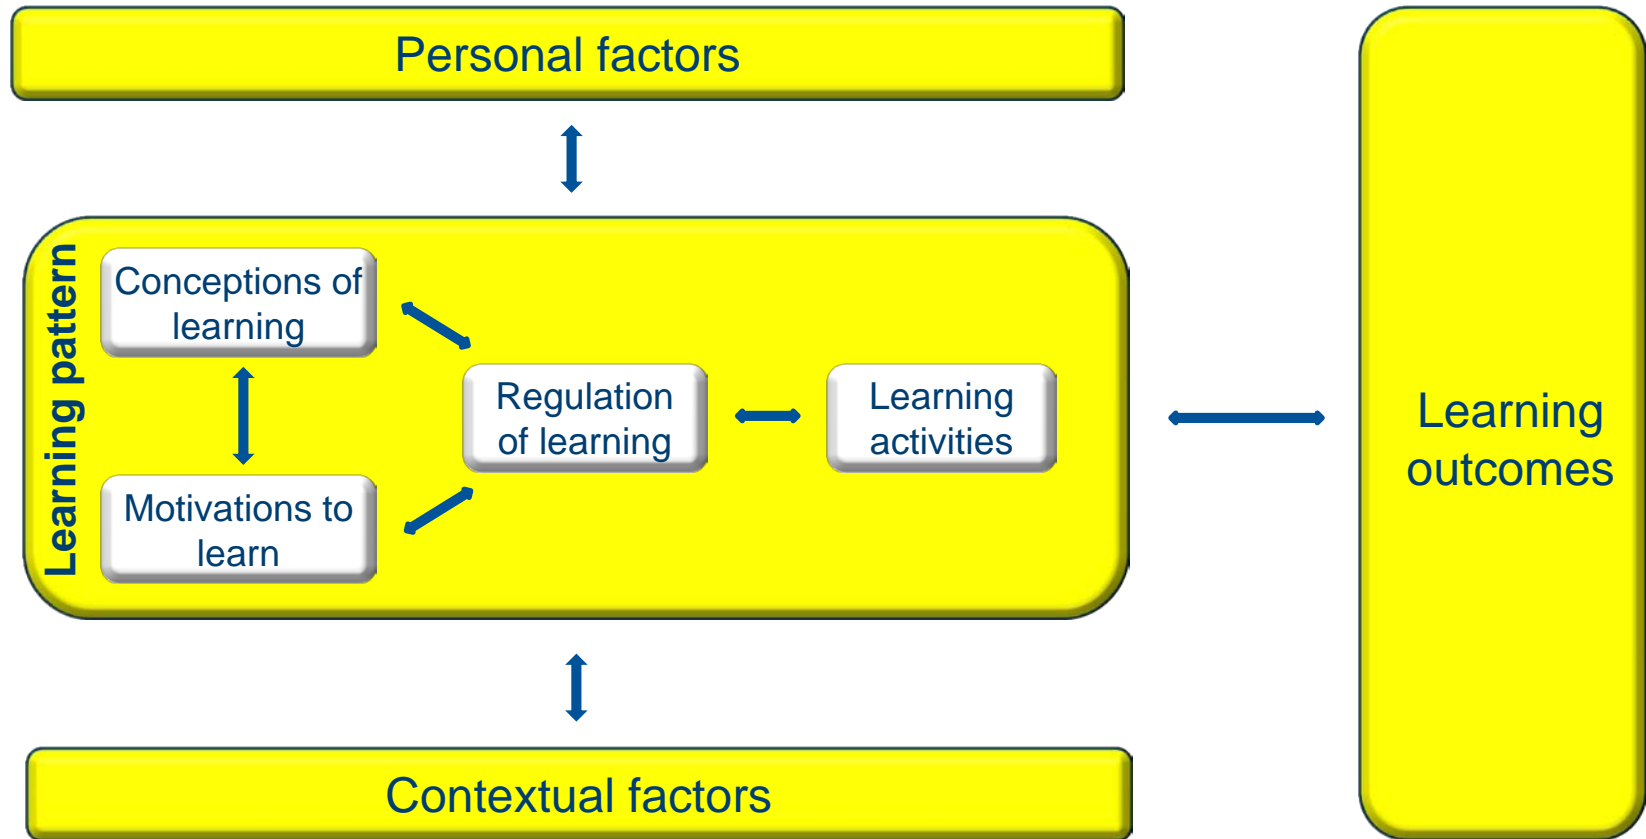 Personal factors
Learning pattern
Conceptions of
learning
Motivations to
learn
Regulation
of learning
Learning
activities
Learning
outcomes
Contextual factors